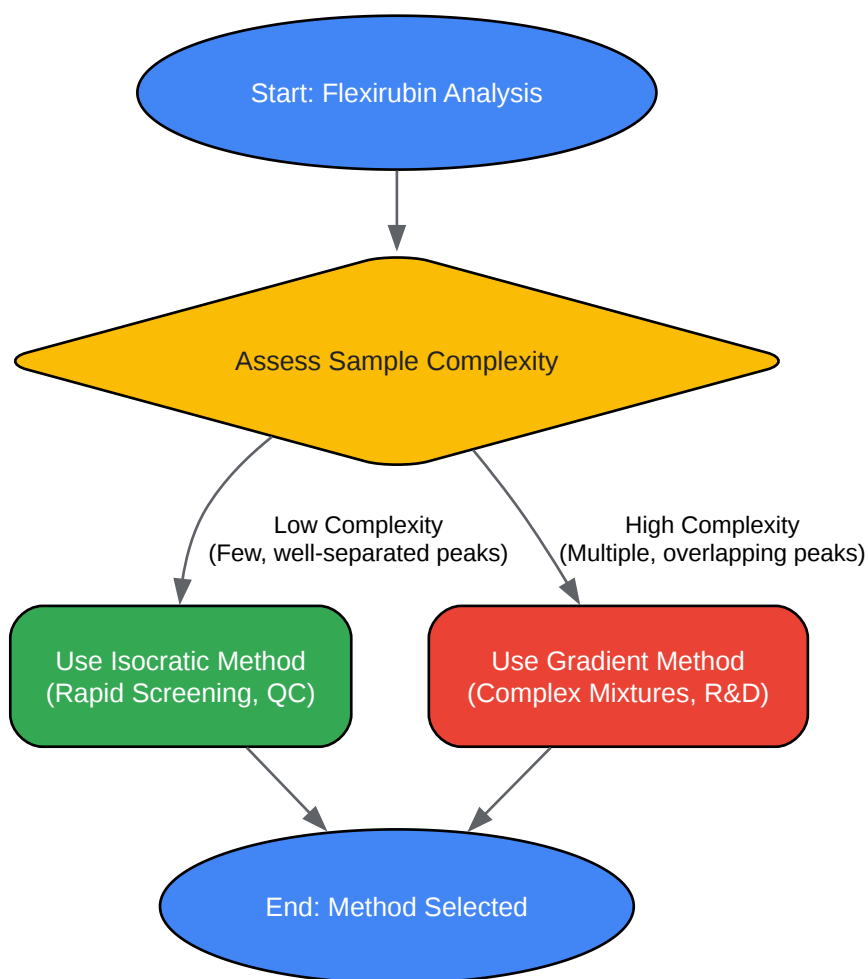 Start: Flexirubin Analysis
Assess Sample Complexity
Low Complexity
(Few, well-separated peaks)
High Complexity
(Multiple, overlapping peaks)
Use Isocratic Method
(Rapid Screening, QC)
Use Gradient Method
(Complex Mixtures, R&D)
End: Method Selected